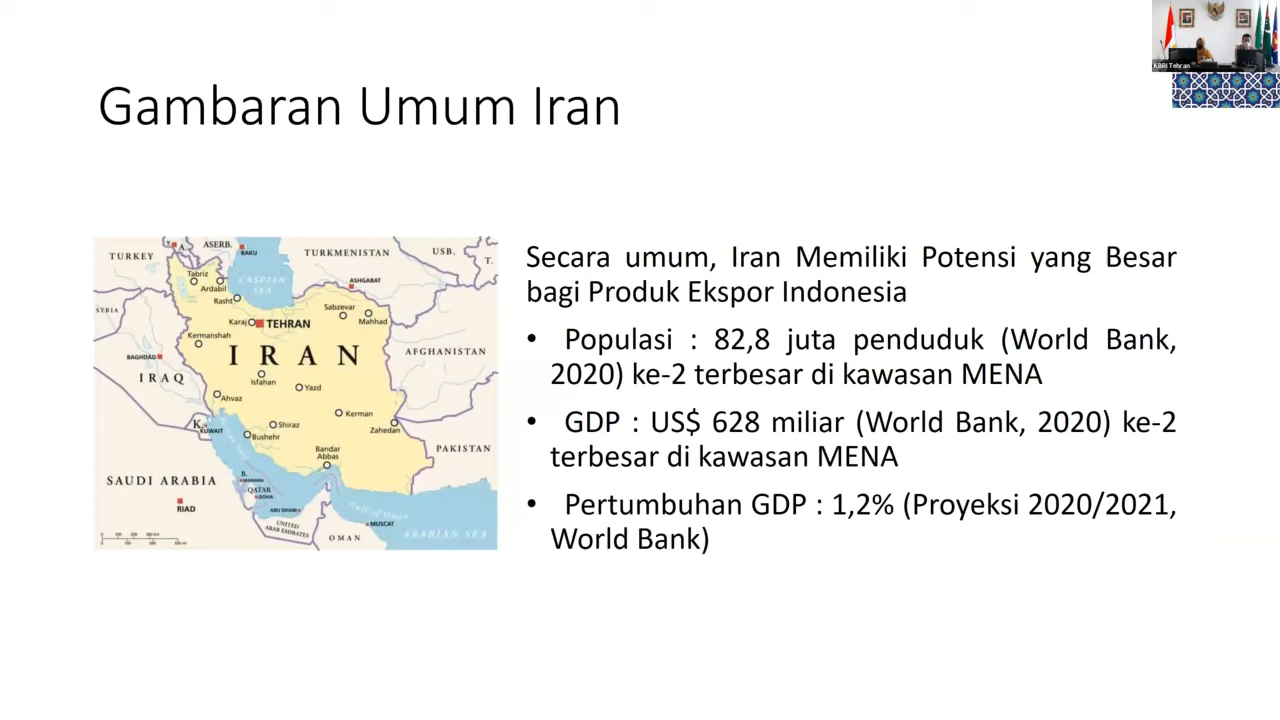 KBRI Tehran
Gambaran Umum Iran
Secara umum, Iran Memiliki Potensi yang Besar
bagi Produk Ekspor Indonesia
• Populasi : 82,8 juta penduduk (World Bank,
2020) ke-2 terbesar di kawasan MENA
• GDP : US$ 628 miliar (World Bank, 2020) ke-2
terbesar di kawasan MENA
• Pertumbuhan GDP : 1,2% (Proyeksi 2020/2021,
World Bank)
TURKEY
A.
ASERB.
BAKU
TURKMENISTAN
USB.
T.
Tabriz
Ardabil
CASPIAN
SEA
ASHGABAT
SYRIA
Rasht
Sabzevar
Mahhad
Karaj
TEHRAN
Kermanshah
IRAN
AFGHANISTAN
BAGHDAD
IRAQ
Isfahan
Yazd
Ahvaz
Kerman
K.
KUWAIT
Shiraz
Zahedan
Bushehr
Bandar
Abbas
PAKISTAN
SAUDI ARABIA
B.
MANAMA
QATAR
DOHA
RIAD
ABU DHABI
Gulf of Oman
MUSCAT
UNITED
ARAB EMIRATES
OMAN
ARABIAN SEA